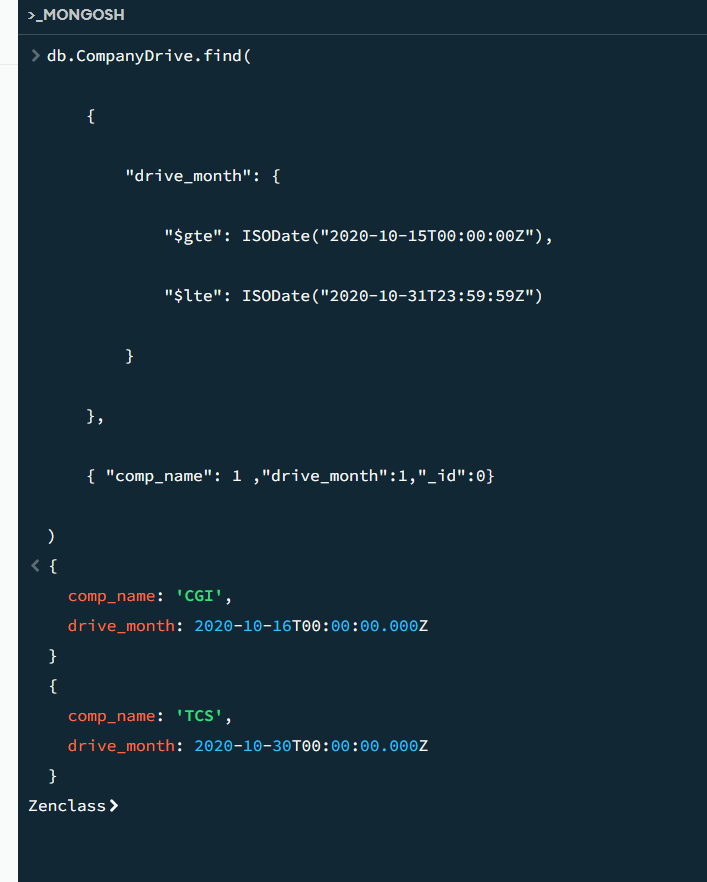 >_MONGOSH
> db.CompanyDrive.find(
{
"drive_month": {
"$gte": ISODate("2020-10-15T00:00:00Z"),
"$lte": ISODate("2020-10-31T23:59:59Z")
}
},
{ "comp_name": 1 ,"drive_month":1,"_id":0}
)
< {
comp_name: 'CGI',
drive_month: 2020-10-16T00:00:00.000Z
}
{
comp_name: 'TCS',
drive_month: 2020-10-30T00:00:00.000Z
}
Zenclass>